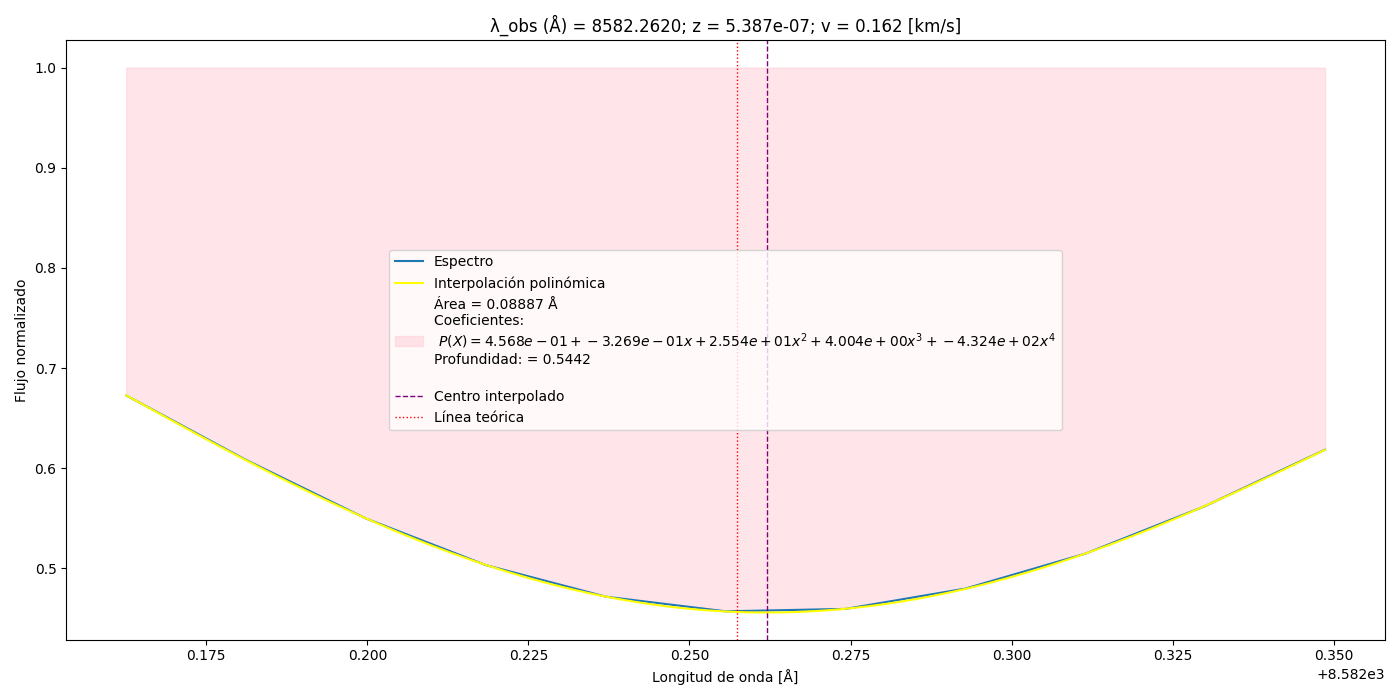 λ_obs (Å) = 8582.2620; z = 5.387e-07; v = 0.162 [km/s]
Flujo normalizado
1.0
0.9
0.8
0.7
0.6
0.5
Espectro
Interpolación polinómica
Área = 0.08887 Å
Coeficientes:
P(X) = 4.568e − 01 + −3.269e − 01x + 2.554e + 01x² + 4.004e + 00x³ + −4.324e + 02x⁴
Profundidad: = 0.5442
Centro interpolado
Línea teórica
0.175 0.200 0.225 0.250 0.275 0.300 0.325 0.350
+8.582e3
Longitud de onda [Å]